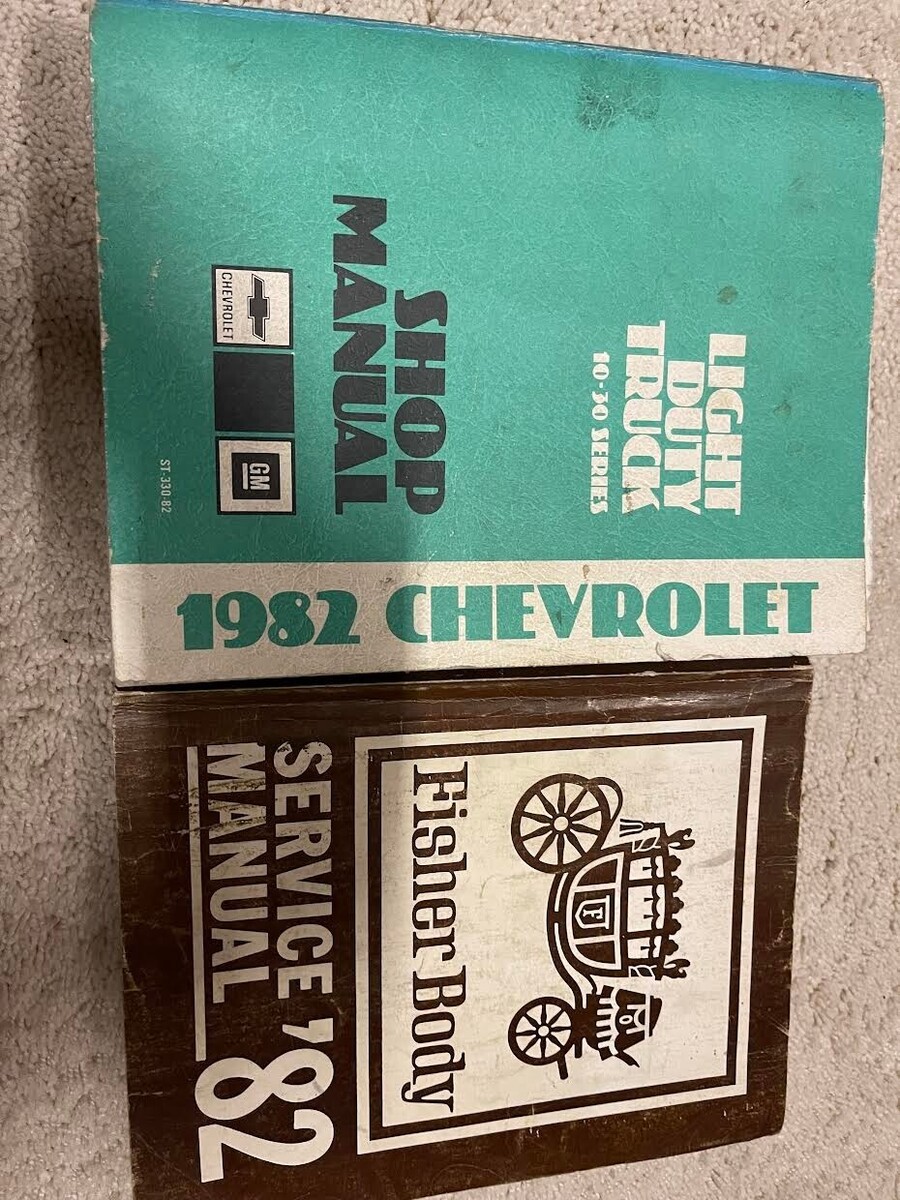 1982 CHEVROLET
LIGHT
DUTY
TRUCK
10-30 SERIES
SHOP
MANUAL
CHEVROLET
GM
ST-330-82
F
Fisher Body
SERVICE
MANUAL
'82